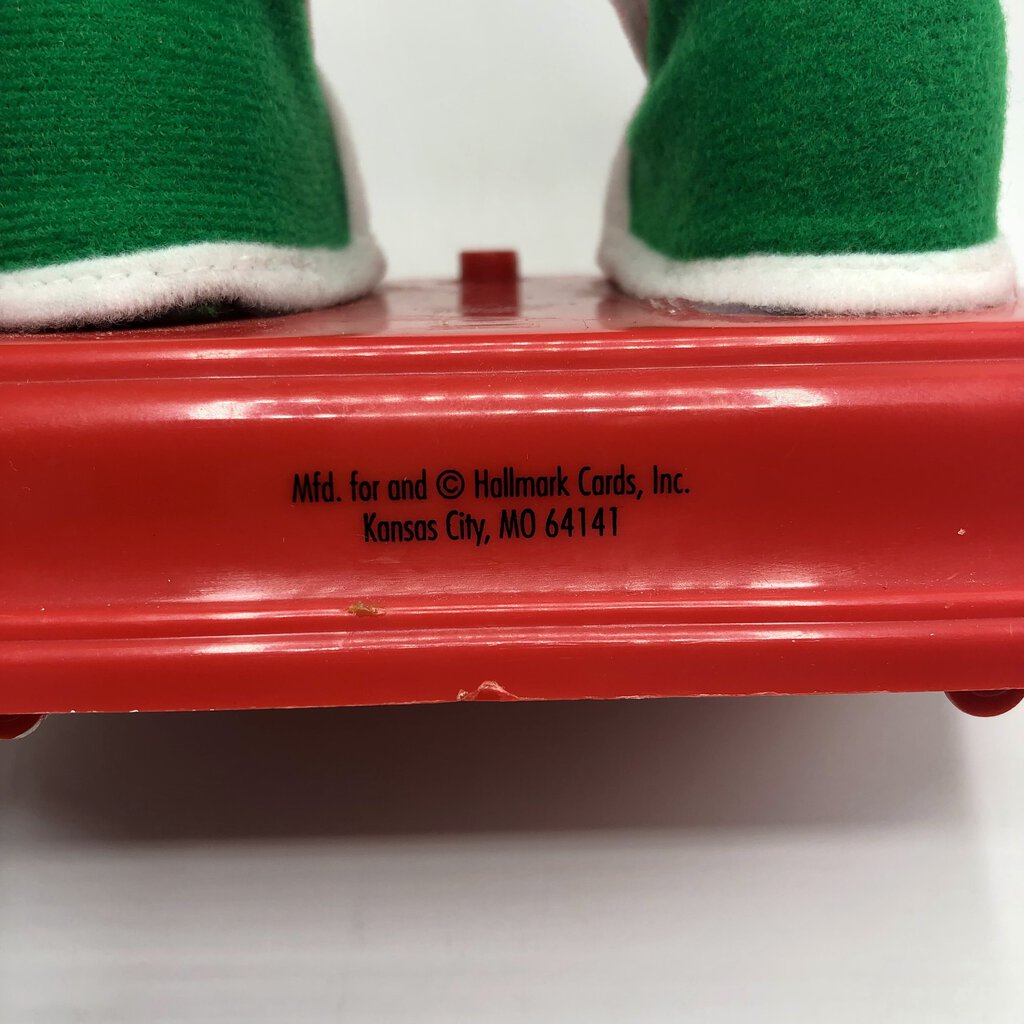 Mfd. for and © Hallmark Cards, Inc.
Kansas City, MO 64141